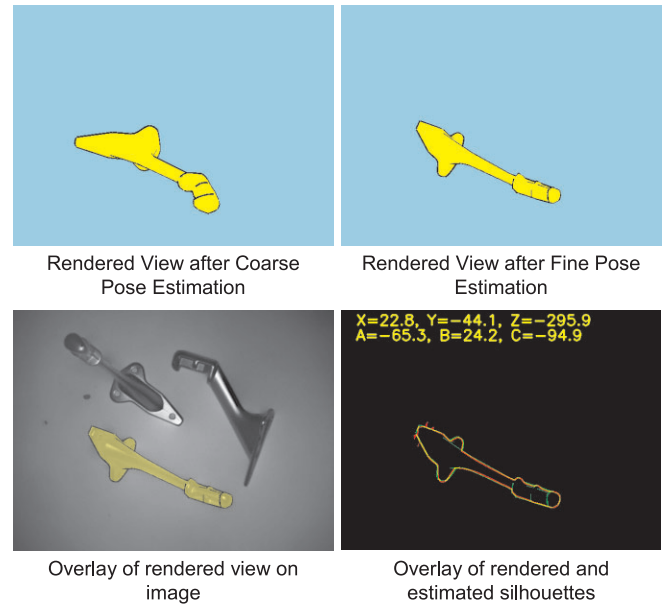 Rendered View after Coarse
Pose Estimation
Rendered View after Fine Pose
Estimation
X=22.8, Y=−44.1, Z=−295.9
A=−65.3, B=24.2, C=−94.9
Overlay of rendered view on
image
Overlay of rendered and
estimated silhouettes